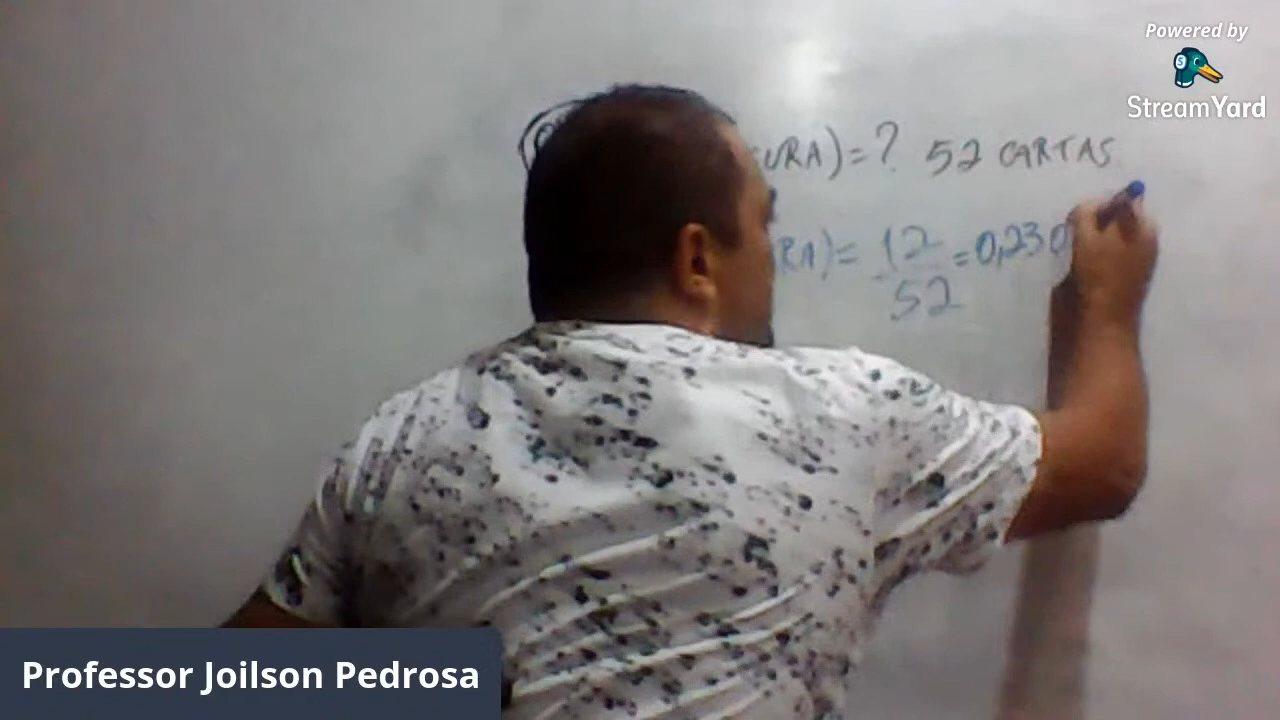 Powered by
StreamYard
URA) = ? 52 CARTAS
RA) = 12/52 = 0,230
Professor Joilson Pedrosa